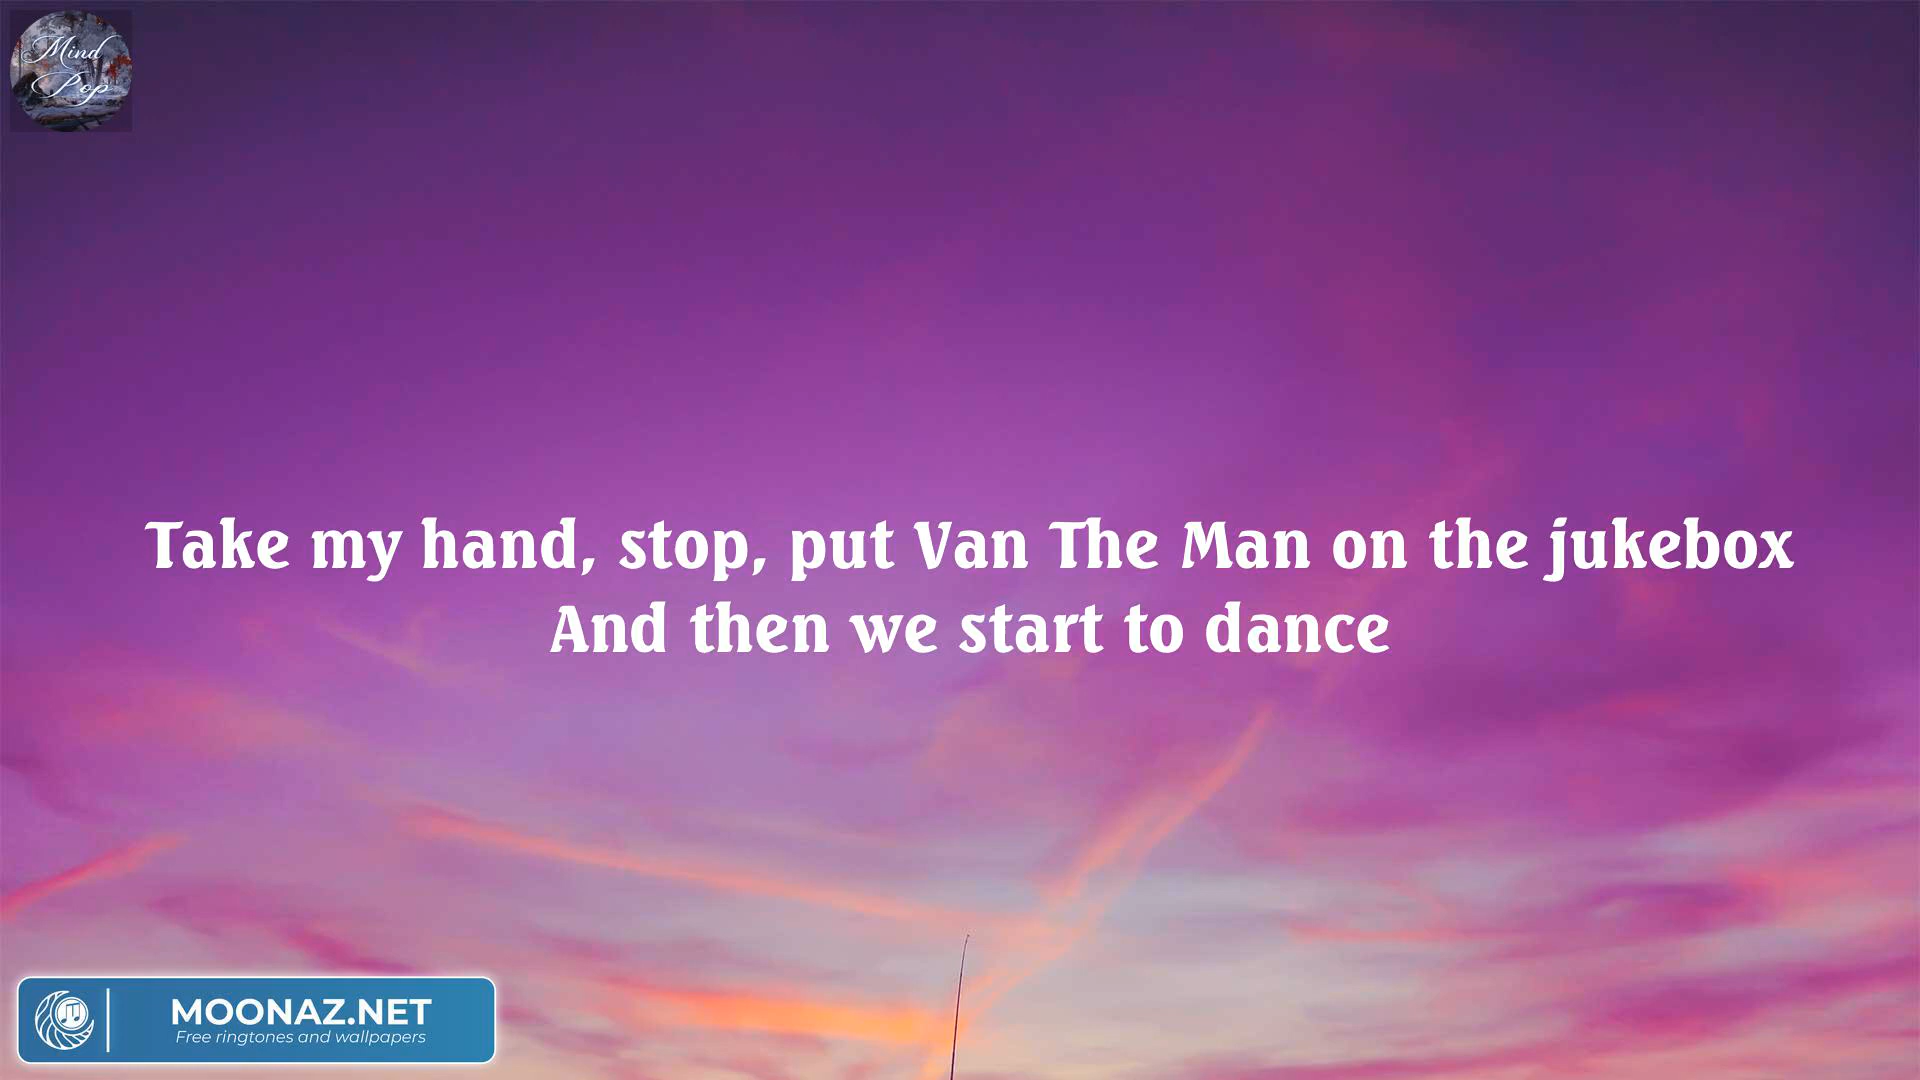 Mind
Pop
Take my hand, stop, put Van The Man on the jukebox
And then we start to dance
MOONAZ.NET
Free ringtones and wallpapers